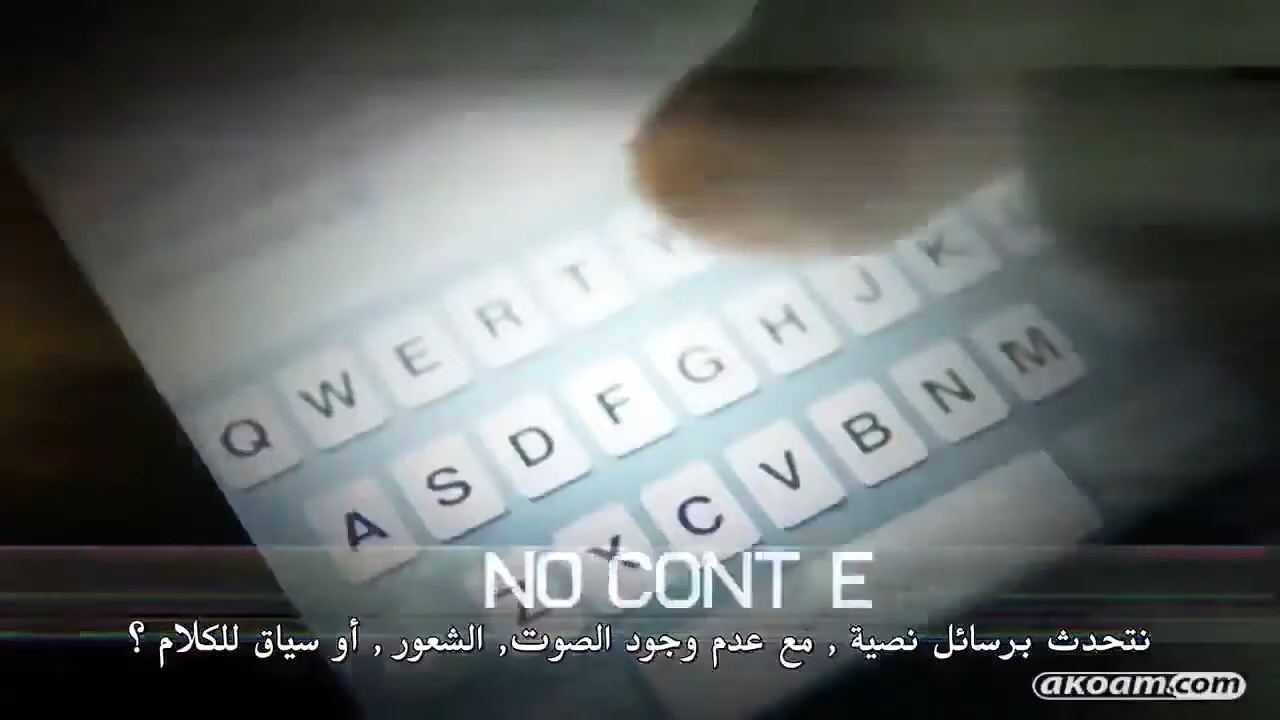 Q W E R T Y
A S D F G H J K
Z X C V B N M
NO CONT E
نتحدث برسائل نصية , مع عدم وجود الصوت, الشعور , أو سياق للكلام ؟
akoam.com